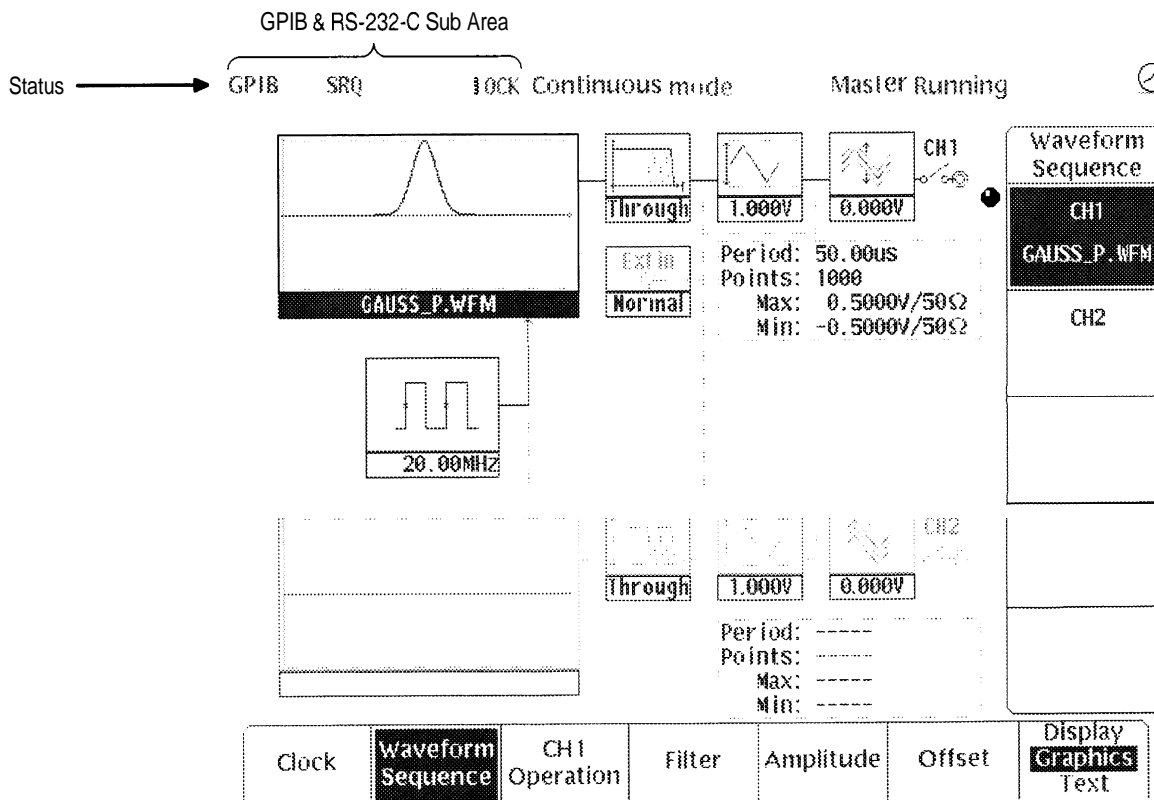 GPIB & RS-232-C Sub Area
Status
GPIB SRQ LOCK Continuous mode Master Running
CH1
Through
1.000V
0.000V
Ext in
Normal
Period: 50.00us
Points: 1000
Max: 0.5000V/50Ω
Min: -0.5000V/50Ω
GAUSS_P.WFM
20.00MHz
CH2
Through
1.000V
0.000V
Period: -----
Points: -----
Max: -----
Min: -----
Waveform
Sequence
CH1
GAUSS_P.WFM
CH2
Clock
Waveform
Sequence
CH1
Operation
Filter
Amplitude
Offset
Display
Graphics
Text